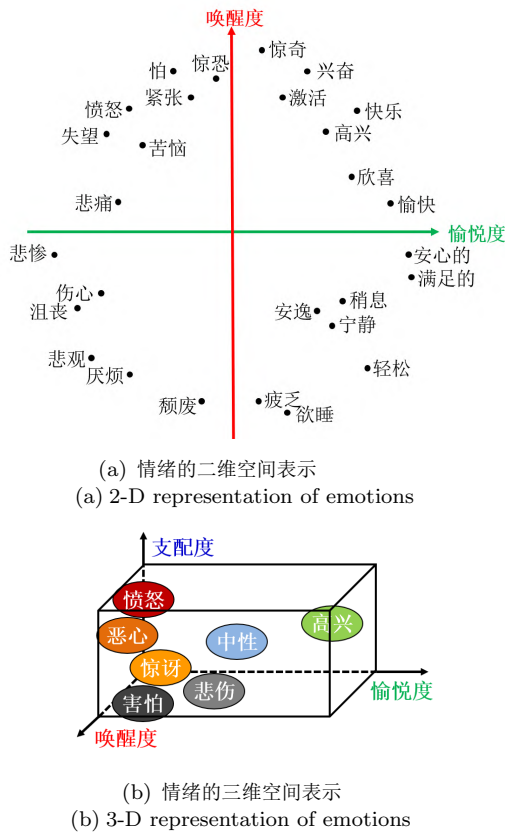 唤醒度
惊奇
惊恐
怕
兴奋
紧张
激活
愤怒
快乐
失望
高兴
苦恼
欣喜
悲痛
愉快
愉悦度
悲惨
安心的
满足的
伤心
沮丧
稍息
安逸
宁静
悲观
厌烦
轻松
颓废
疲乏
欲睡
(a) 情绪的二维空间表示
(a) 2-D representation of emotions
支配度
愤怒
高兴
恶心
中性
惊讶
悲伤
害怕
愉悦度
唤醒度
(b) 情绪的三维空间表示
(b) 3-D representation of emotions